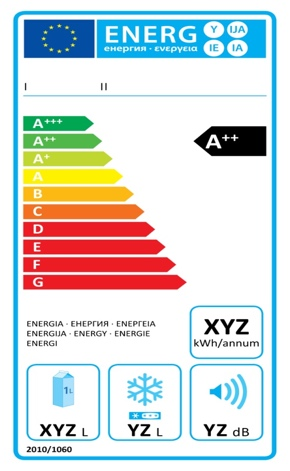 ENERG Y IJA IE IA
енергия · ενεργεια
I II
A+++
A++
A++
A+
A
B
C
D
E
F
G
ENERGIA · ЕНЕРГИЯ · ΕΝΕΡΓΕΙΑ
ENERGIJA · ENERGY · ENERGIE
ENERGI
XYZ
kWh/annum
1L
XYZ L
YZ L
YZ dB
2010/1060